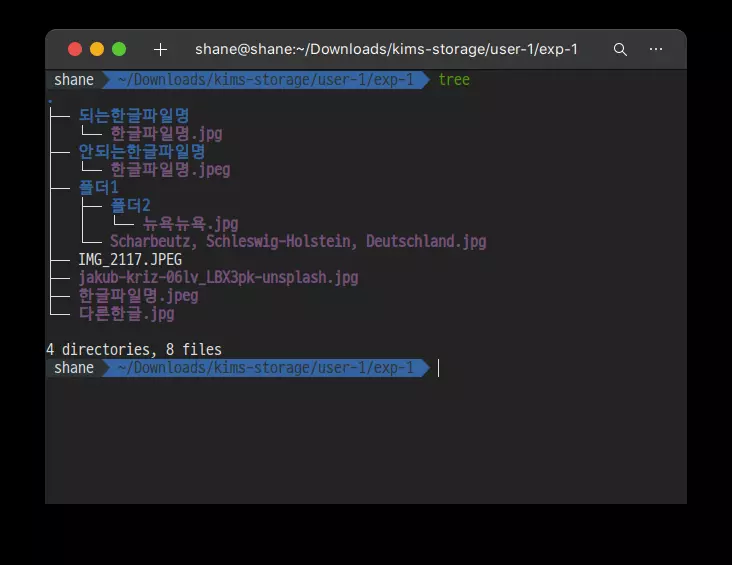 shane@shane:~/Downloads/kims-storage/user-1/exp-1
shane ~/Downloads/kims-storage/user-1/exp-1 tree
.
├── 되는한글파일명
│   └── 한글파일명.jpg
├── 안되는한글파일명
│   └── 한글파일명.jpeg
├── 폴더1
│   ├── 폴더2
│   │   └──뉴욕뉴욕.jpg
│   └── Scharbeutz, Schleswig-Holstein, Deutschland.jpg
├── IMG_2117.JPEG
├── jakub-kriz-06lv_LBX3pk-unsplash.jpg
├── 한글파일명.jpeg
└── 다른한글.jpg
4 directories, 8 files
shane ~/Downloads/kims-storage/user-1/exp-1